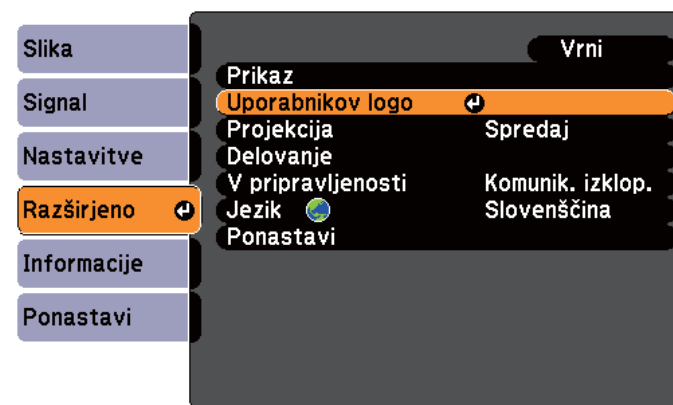 Slika
Signal
Nastavitve
Razširjeno
Informacije
Ponastavi
Vrni
Prikaz
Uporabnikov logo
Projekcija Spredaj
Delovanje
V pripravljenosti Komunik. izklop.
Jezik Slovenščina
Ponastavi